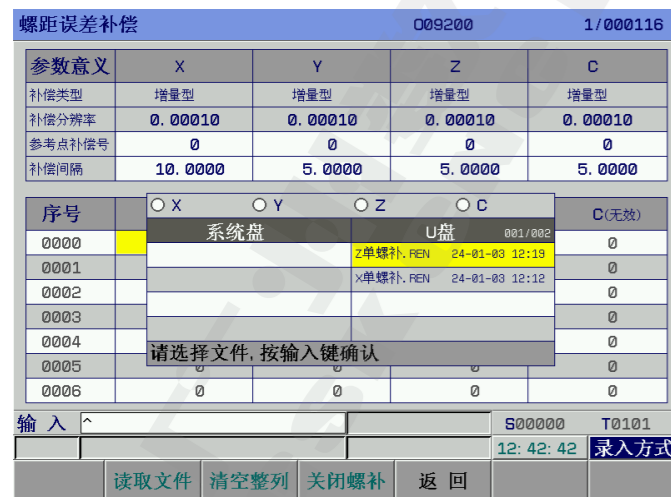 螺距误差补偿 O09200 1/000116
参数意义 X Y Z C
补偿类型 增量型 增量型 增量型 增量型
补偿分辨率 0.00010 0.00010 0.00010 0.00010
参考点补偿号 0 0 0 0
补偿间隔 10.0000 5.0000 5.0000 5.0000
序号 C(无效)
X Y Z C
系统盘 U盘 001/002
0000 Z单螺补.REN 24-01-03 12:19 0
0001 X单螺补.REN 24-01-03 12:12 0
0002 0
0003 0
0004 0
请选择文件,按输入键确认
0005 0 0 0 0
0006 0 0 0 0
输 入 ^ S00000 T0101
12:42:42 录入方式
读取文件 清空整列 关闭螺补 返 回